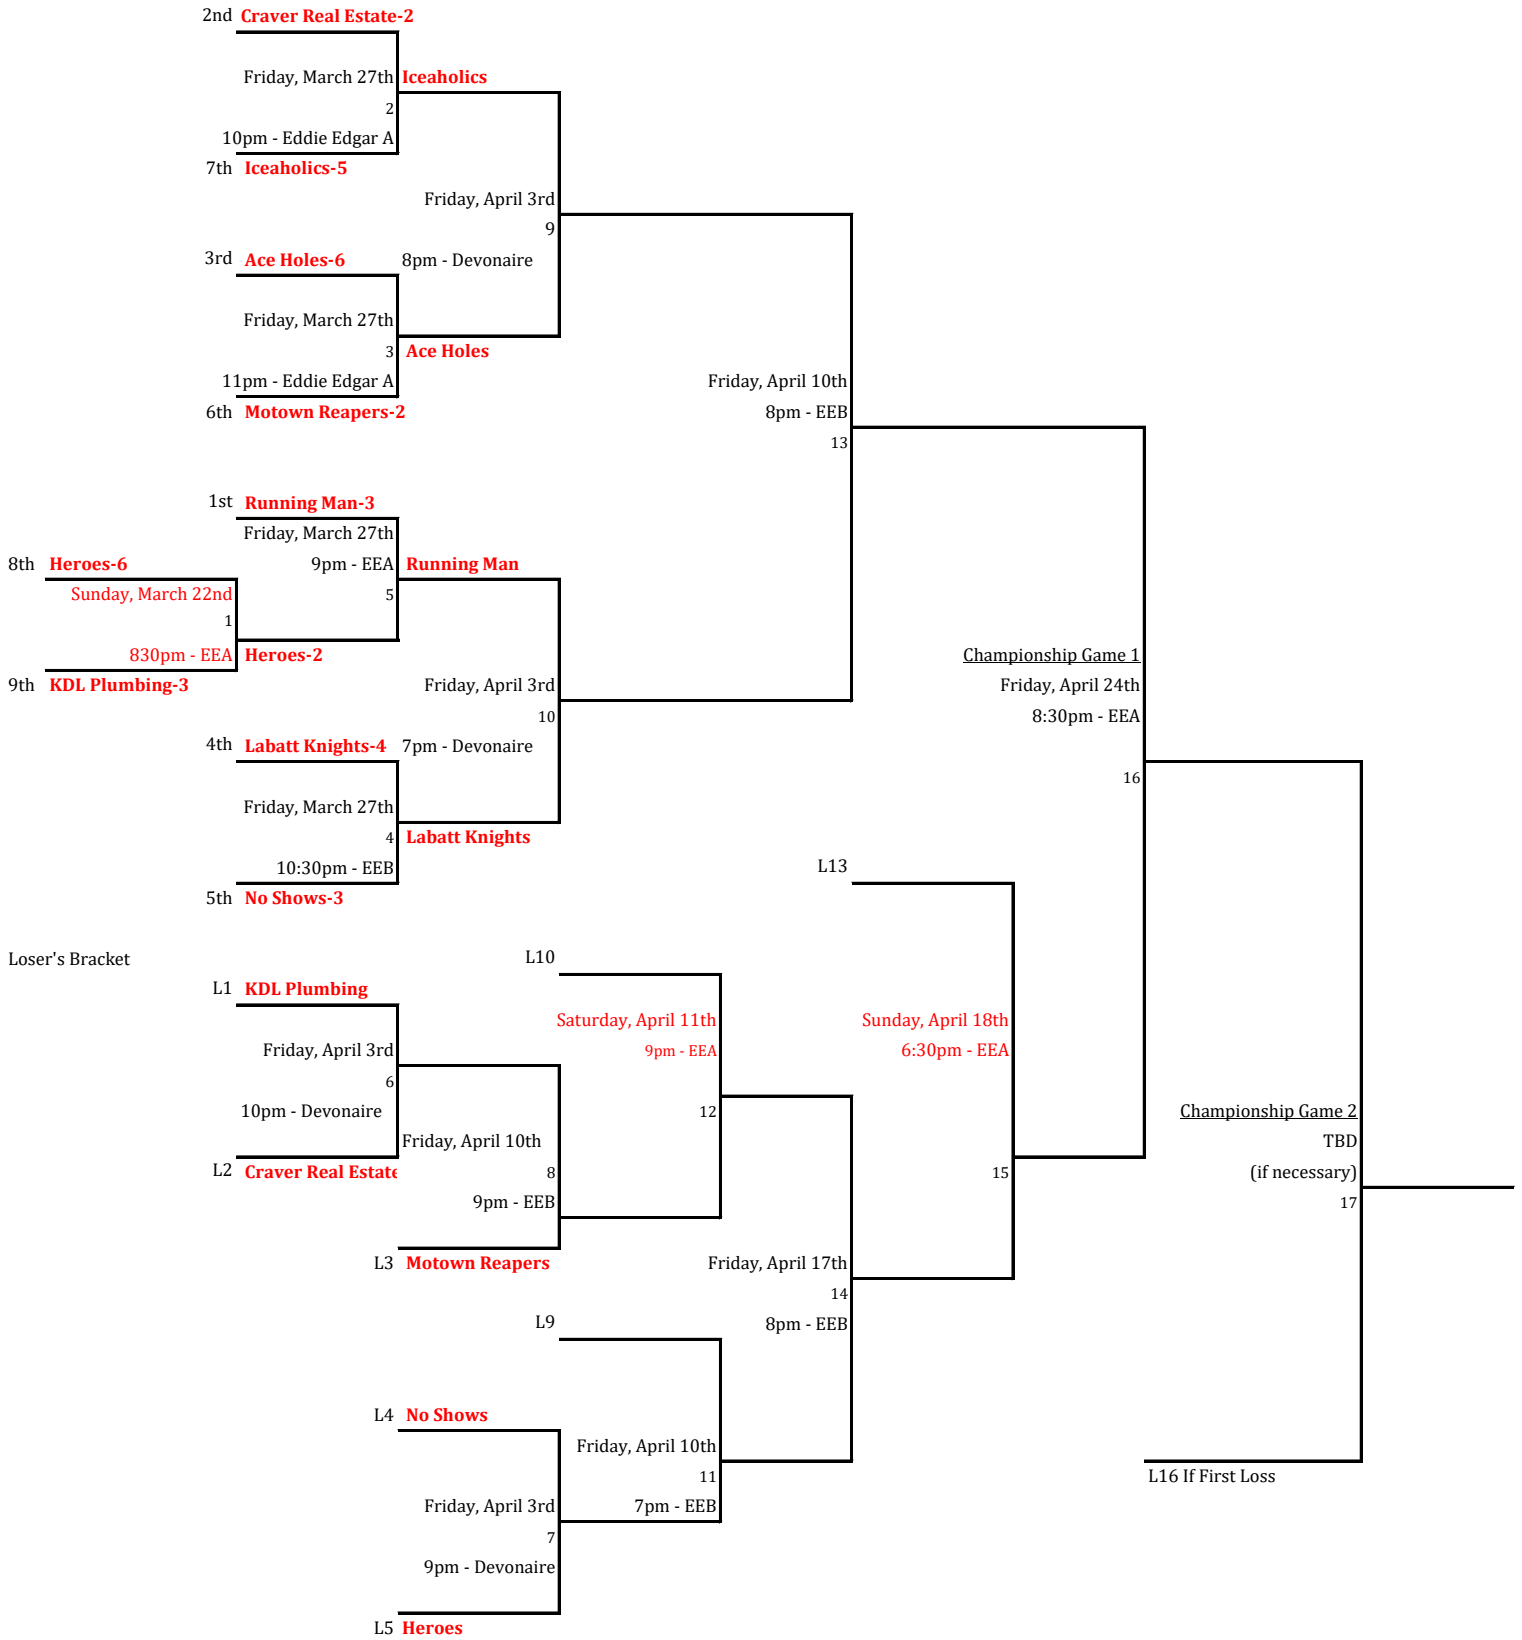 2nd Craver Real Estate-2
Friday, March 27th Iceaholics
2
10pm - Eddie Edgar A
7th Iceaholics-5
Friday, April 3rd
9
3rd Ace Holes-6 8pm - Devonaire
Friday, March 27th
3 Ace Holes
11pm - Eddie Edgar A
Friday, April 10th
6th Motown Reapers-2
8pm - EEB
13
1st Running Man-3
Friday, March 27th
8th Heroes-6
9pm - EEA Running Man
Sunday, March 22nd
5
1
830pm - EEA Heroes-2
Championship Game 1
9th KDL Plumbing-3
Friday, April 3rd
Friday, April 24th
10
8:30pm - EEA
4th Labatt Knights-4 7pm - Devonaire
16
Friday, March 27th
4 Labatt Knights
10:30pm - EEB
L13
5th No Shows-3
Loser's Bracket
L10
L1 KDL Plumbing
Saturday, April 11th
Sunday, April 18th
Friday, April 3rd
9pm - EEA
6:30pm - EEA
6
10pm - Devonaire
12
Championship Game 2
Friday, April 10th
TBD
L2 Craver Real Estate
8
15
(if necessary)
9pm - EEB
17
L3 Motown Reapers
Friday, April 17th
14
L9
8pm - EEB
L4 No Shows
Friday, April 10th
11
L16 If First Loss
Friday, April 3rd
7pm - EEB
7
9pm - Devonaire
L5 Heroes